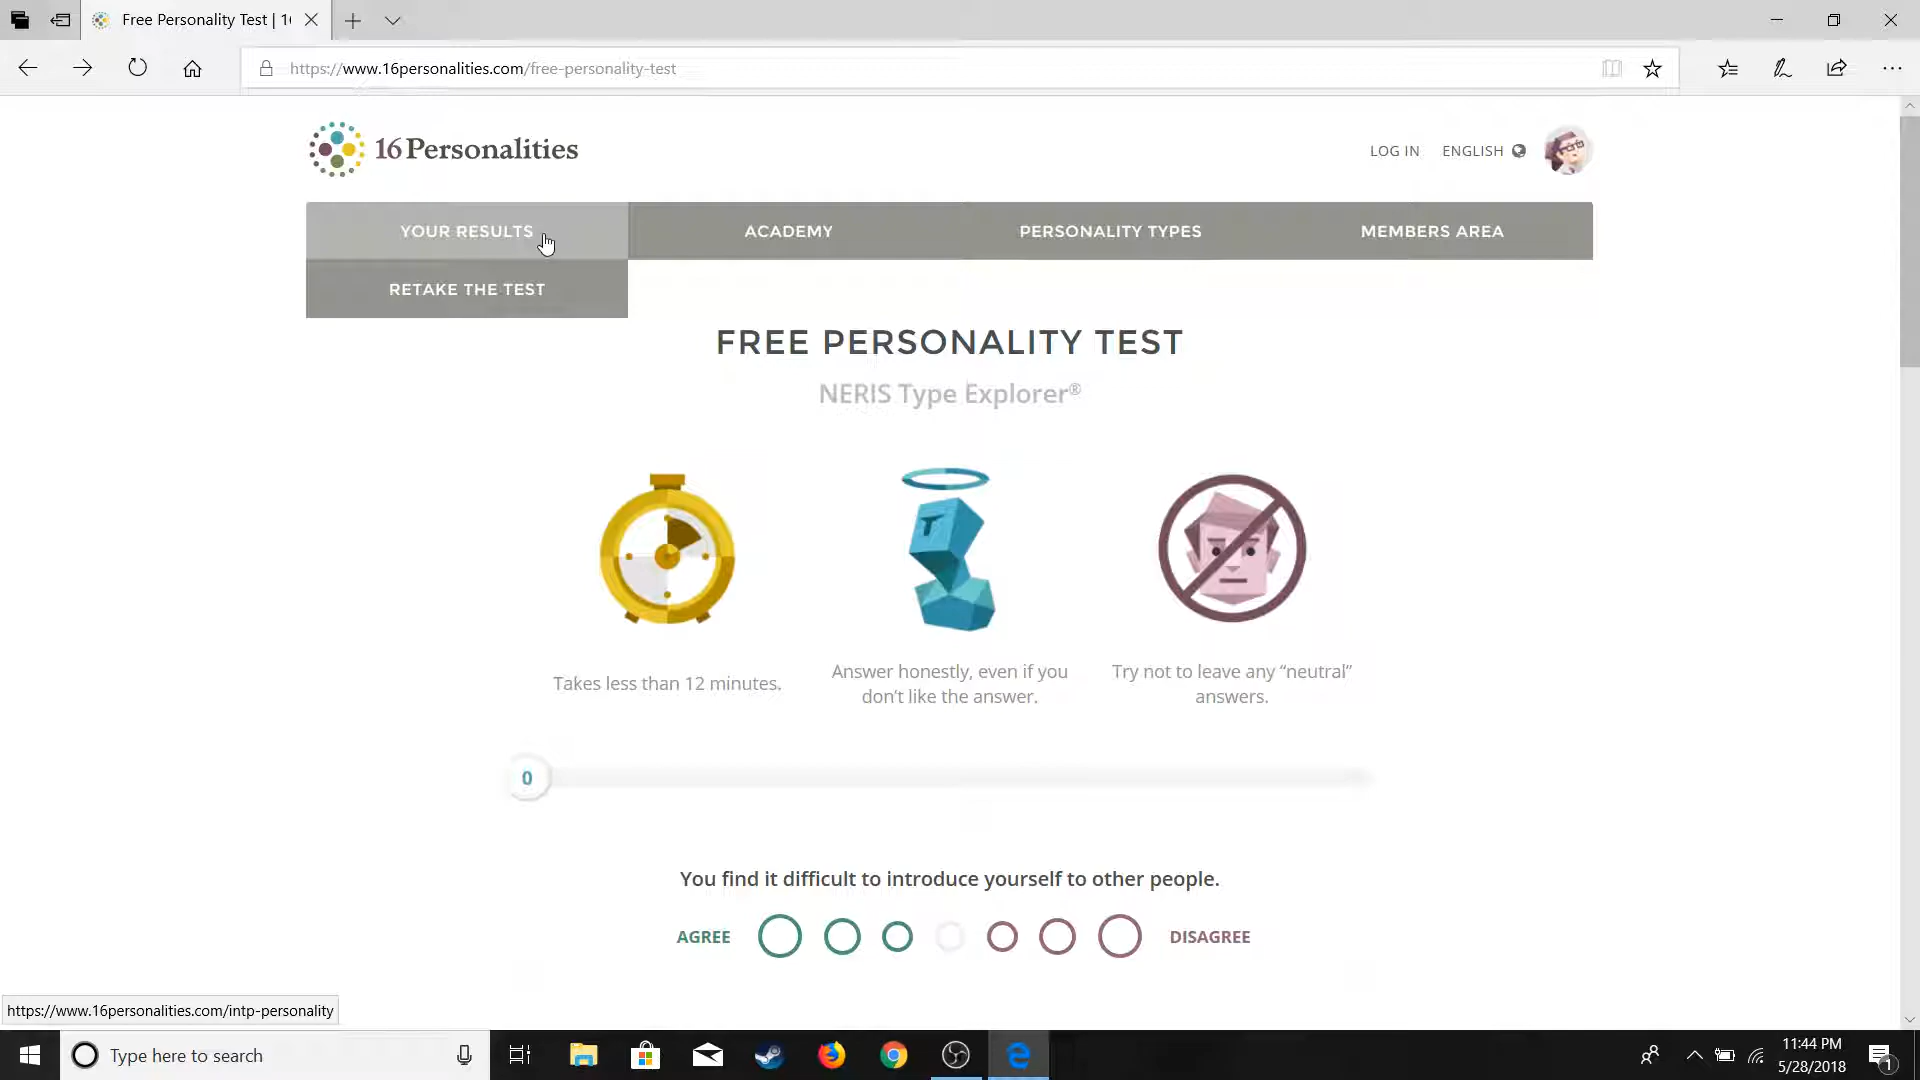 Free Personality Test | 1
https://www.16personalities.com/free-personality-test
16Personalities
LOG IN ENGLISH
YOUR RESULTS ACADEMY PERSONALITY TYPES MEMBERS AREA
RETAKE THE TEST
FREE PERSONALITY TEST
NERIS Type Explorer®
Takes less than 12 minutes.
Answer honestly, even if you
don’t like the answer.
Try not to leave any “neutral”
answers.
0
You find it difficult to introduce yourself to other people.
AGREE DISAGREE
https://www.16personalities.com/intp-personality
Type here to search
11:44 PM
5/28/2018
1